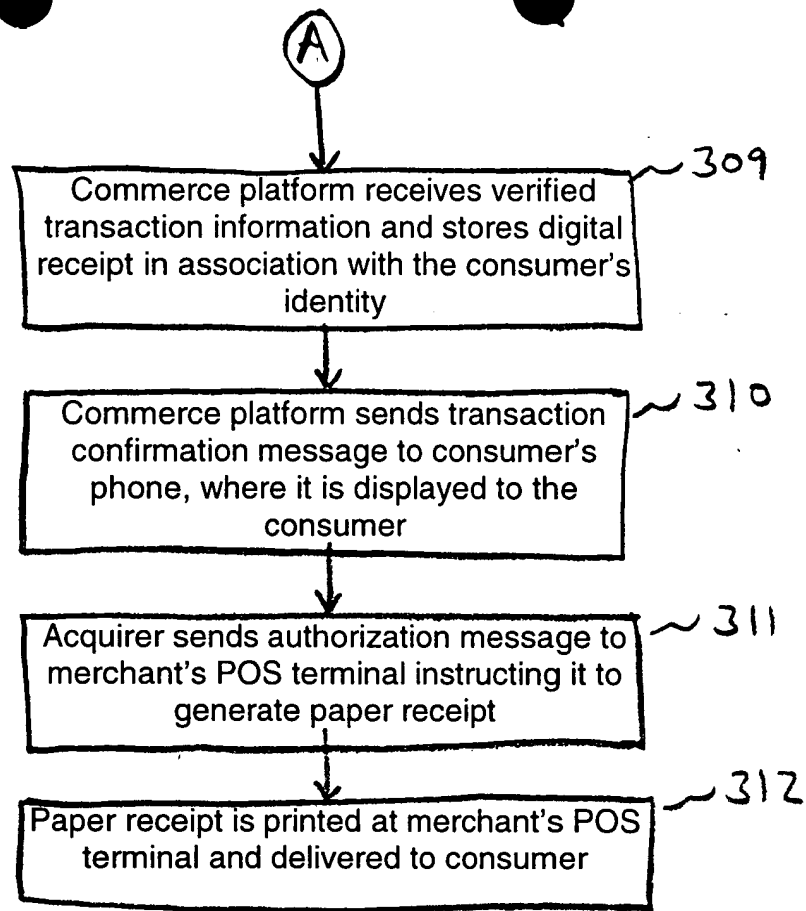 A
309
Commerce platform receives verified
transaction information and stores digital
receipt in association with the consumer's
identity
310
Commerce platform sends transaction
confirmation message to consumer's
phone, where it is displayed to the
consumer
311
Acquirer sends authorization message to
merchant's POS terminal instructing it to
generate paper receipt
312
Paper receipt is printed at merchant's POS
terminal and delivered to consumer